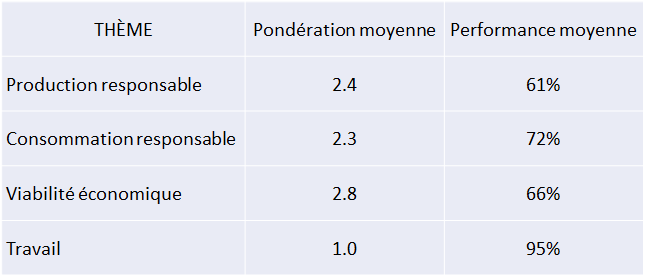 THÈME Pondération moyenne Performance moyenne
Production responsable 2.4 61%
Consommation responsable 2.3 72%
Viabilité économique 2.8 66%
Travail 1.0 95%